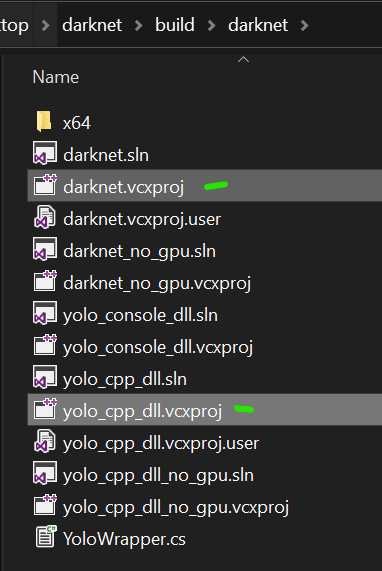 ktop > darknet > build > darknet >
Name
x64
darknet.sln
darknet.vcxproj
darknet.vcxproj.user
darknet_no_gpu.sln
darknet_no_gpu.vcxproj
yolo_console_dll.sln
yolo_console_dll.vcxproj
yolo_cpp_dll.sln
yolo_cpp_dll.vcxproj
yolo_cpp_dll.vcxproj.user
yolo_cpp_dll_no_gpu.sln
yolo_cpp_dll_no_gpu.vcxproj
YoloWrapper.cs